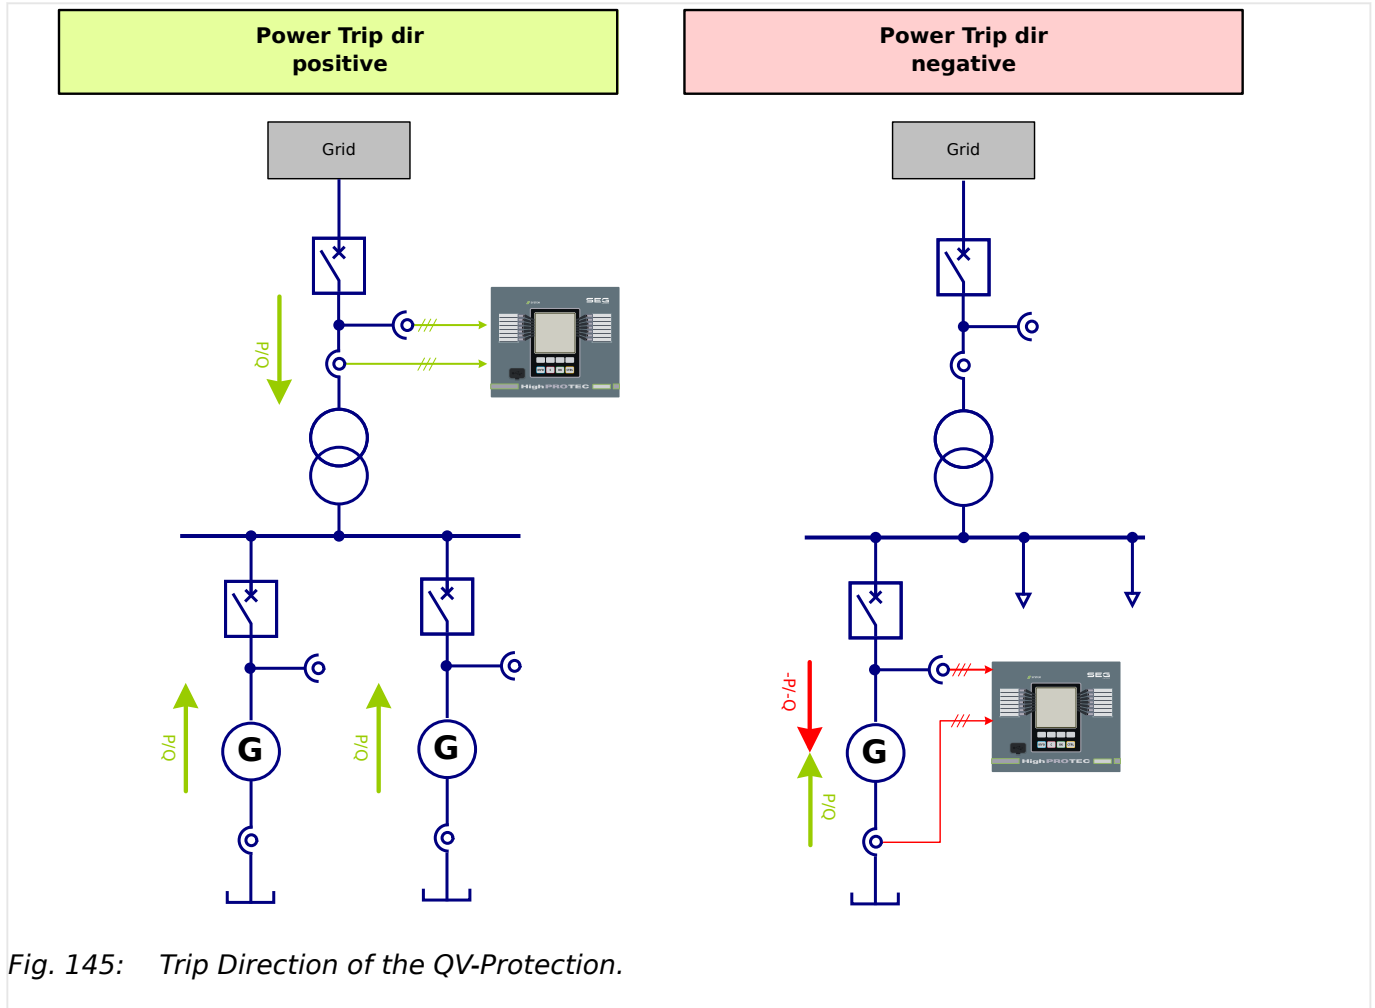 Power Trip dir
positive
Power Trip dir
negative
Grid
Grid
P/Q
SEG
HighPROTEC
P/Q
P/Q
G
G
-P/-Q
P/Q
G
SEG
HighPROTEC
Fig. 145: Trip Direction of the QV-Protection.